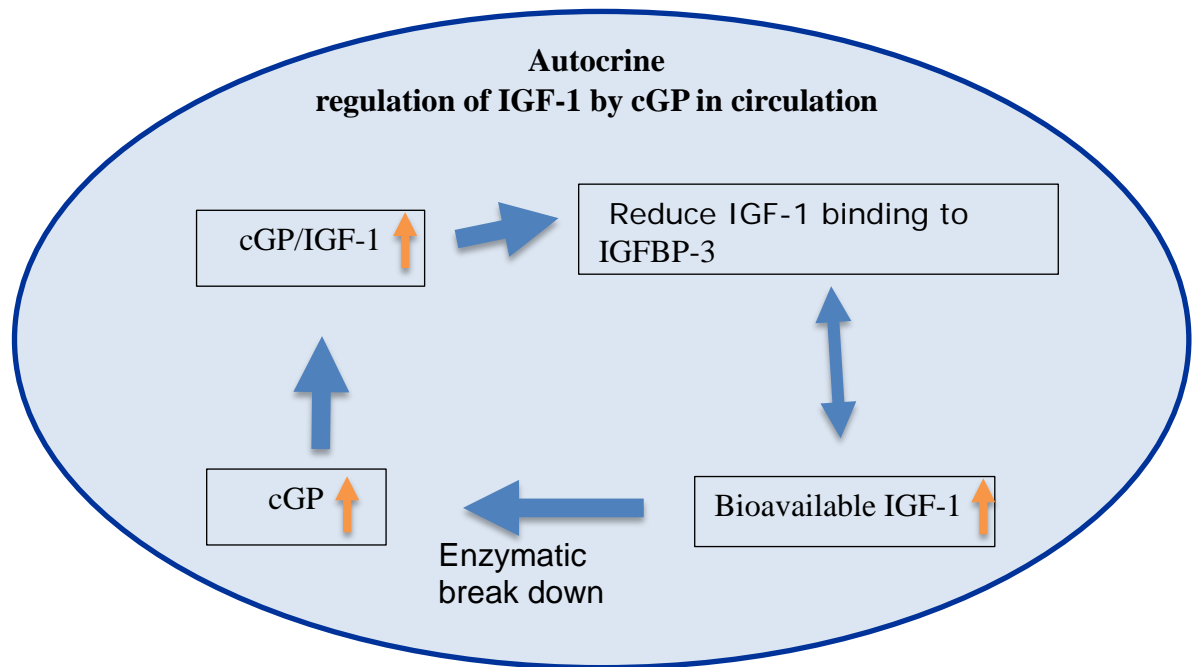 Autocrine
regulation of IGF-1 by cGP in circulation
cGP/IGF-1
Reduce IGF-1 binding to
IGFBP-3
cGP
Enzymatic
break down
Bioavailable IGF-1